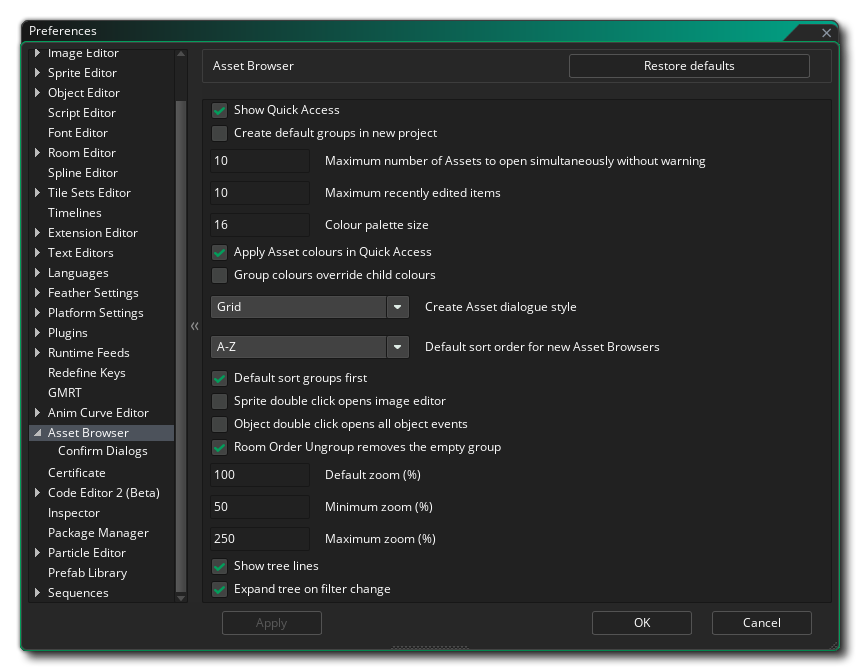 Preferences
Image Editor
Sprite Editor
Object Editor
Script Editor
Font Editor
Room Editor
Spline Editor
Tile Sets Editor
Timelines
Extension Editor
Text Editors
Languages
Feather Settings
Platform Settings
Plugins
Runtime Feeds
Redefine Keys
GMRT
Anim Curve Editor
Asset Browser
Confirm Dialogs
Certificate
Code Editor 2 (Beta)
Inspector
Package Manager
Particle Editor
Prefab Library
Sequences
Asset Browser
Restore defaults
Show Quick Access
Create default groups in new project
10 Maximum number of Assets to open simultaneously without warning
10 Maximum recently edited items
16 Colour palette size
Apply Asset colours in Quick Access
Group colours override child colours
Grid Create Asset dialogue style
A-Z Default sort order for new Asset Browsers
Default sort groups first
Sprite double click opens image editor
Object double click opens all object events
Room Order Ungroup removes the empty group
100 Default zoom (%)
50 Minimum zoom (%)
250 Maximum zoom (%)
Show tree lines
Expand tree on filter change
Apply
OK
Cancel